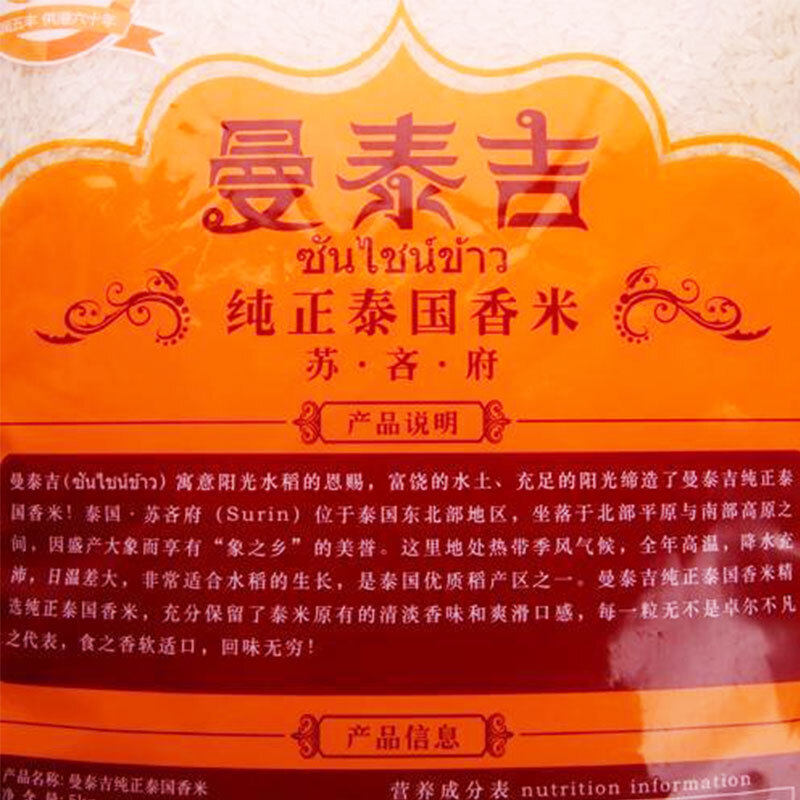 五年 供港六十年
曼泰吉
ซันไชน์ข้าว
纯正泰国香米
苏·吝·府
产品说明
曼泰吉(ซันไชน์ข้าว) 寓意阳光水稻的恩赐，富饶的水土、充足的阳光缔造了曼泰吉纯正泰
国香米！泰国·苏吝府（Surin）位于泰国东北部地区，坐落于北部平原与南部高原之
间，因盛产大象而享有“象之乡”的美誉。这里地处热带季风气候，全年高温，降水充
沛，日温差大，非常适合水稻的生长，是泰国优质稻产区之一。曼泰吉纯正泰国香米精
选纯正泰国香米，充分保留了泰米原有的清淡香味和爽滑口感，每一粒无不是卓尔不凡
之代表，食之香软适口，回味无穷！
产品信息
产品名称: 曼泰吉纯正泰国香米
营养成分表 nutrition information
净 含 量: